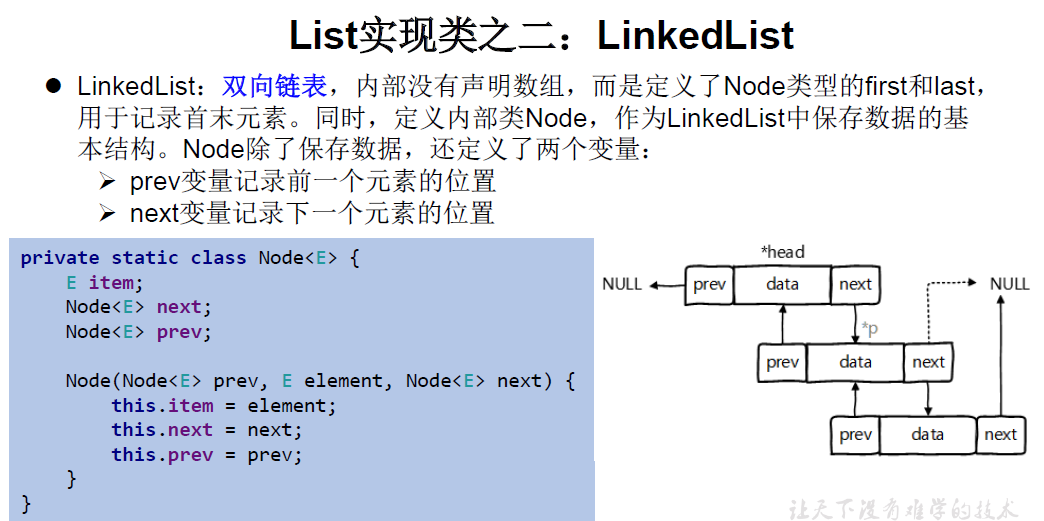 List实现类之二：LinkedList
● LinkedList：双向链表，内部没有声明数组，而是定义了Node类型的first和last，
用于记录首末元素。同时，定义内部类Node，作为LinkedList中保存数据的基
本结构。Node除了保存数据，还定义了两个变量：
➢ prev变量记录前一个元素的位置
➢ next变量记录下一个元素的位置
private static class Node<E> {
    E item;
    Node<E> next;
    Node<E> prev;
    Node(Node<E> prev, E element, Node<E> next) {
        this.item = element;
        this.next = next;
        this.prev = prev;
    }
}
*head
NULL prev data next NULL
*p
prev data next
prev data next
让天下没有难学的技术